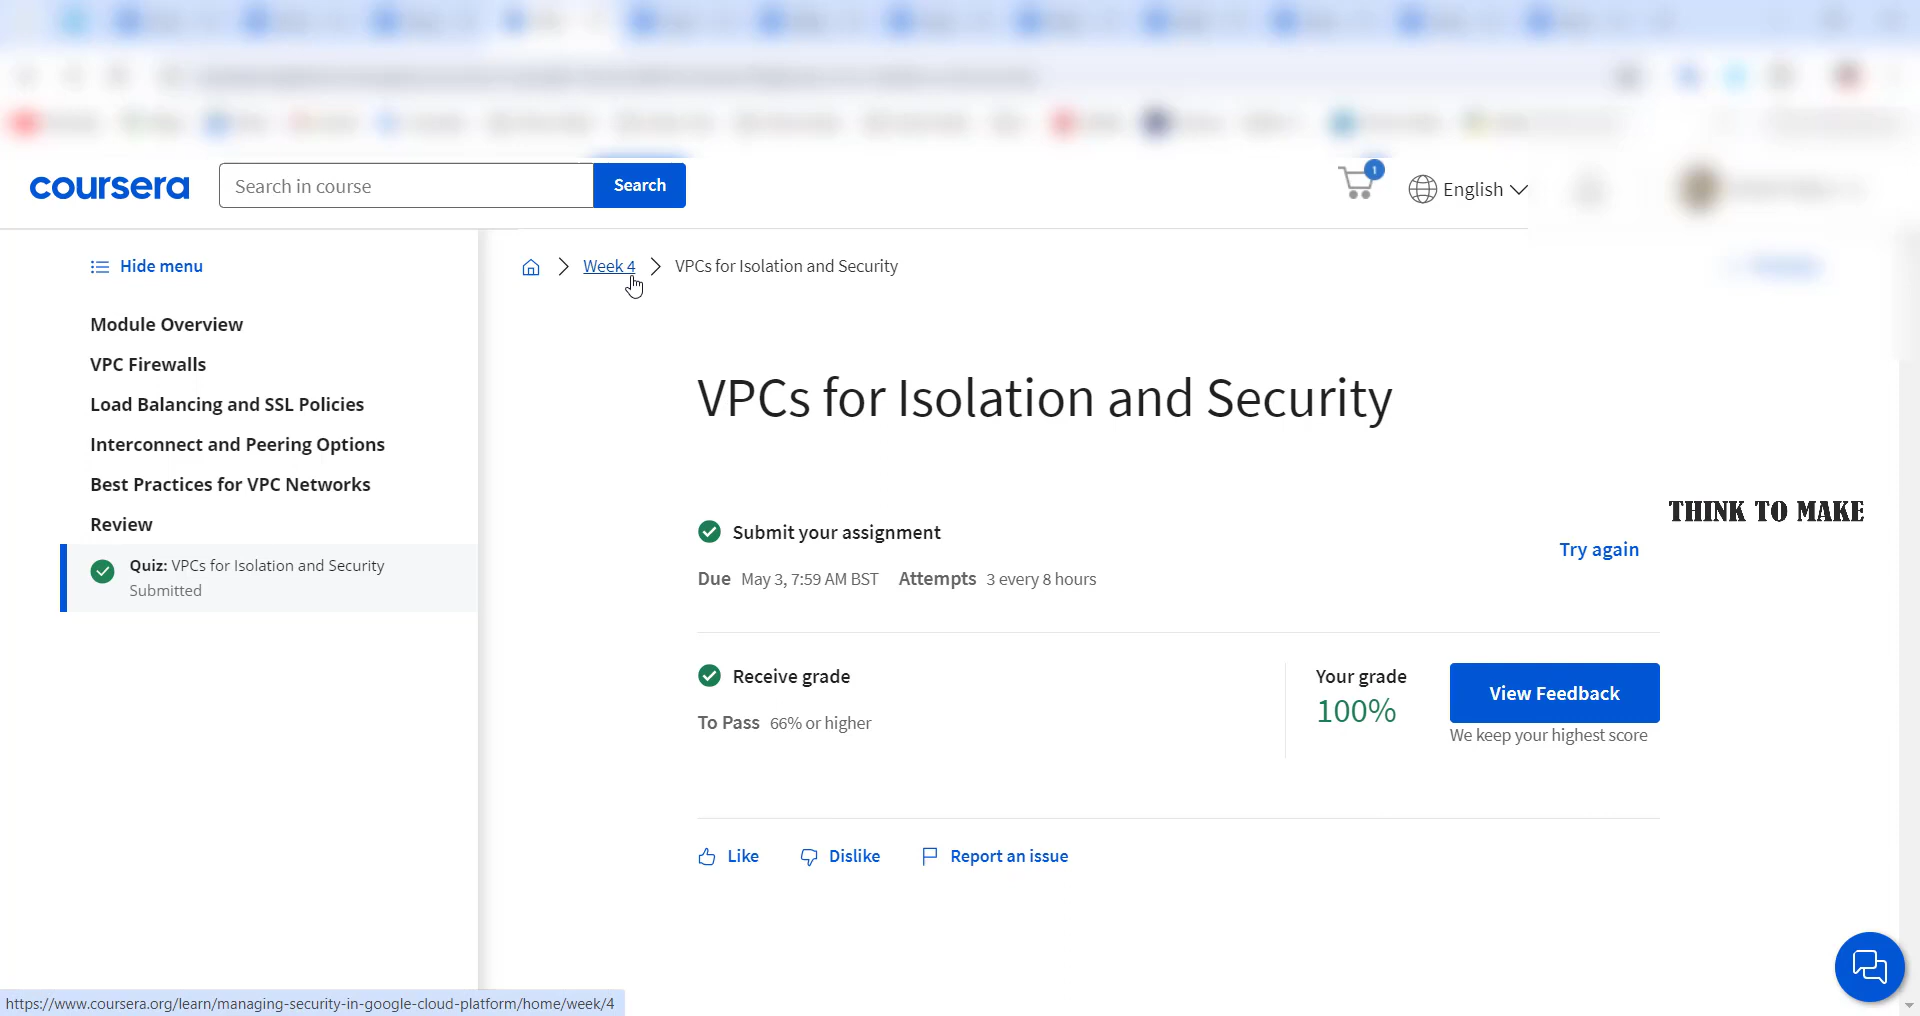 coursera
Search in course
Search
1
English
Hide menu
Module Overview
VPC Firewalls
Load Balancing and SSL Policies
Interconnect and Peering Options
Best Practices for VPC Networks
Review
Quiz: VPCs for Isolation and Security
Submitted
Week 4
VPCs for Isolation and Security
VPCs for Isolation and Security
Submit your assignment
Due May 3, 7:59 AM BST Attempts 3 every 8 hours
Try again
THINK TO MAKE
Receive grade
To Pass 66% or higher
Your grade
100%
View Feedback
We keep your highest score
Like
Dislike
Report an issue
https://www.coursera.org/learn/managing-security-in-google-cloud-platform/home/week/4